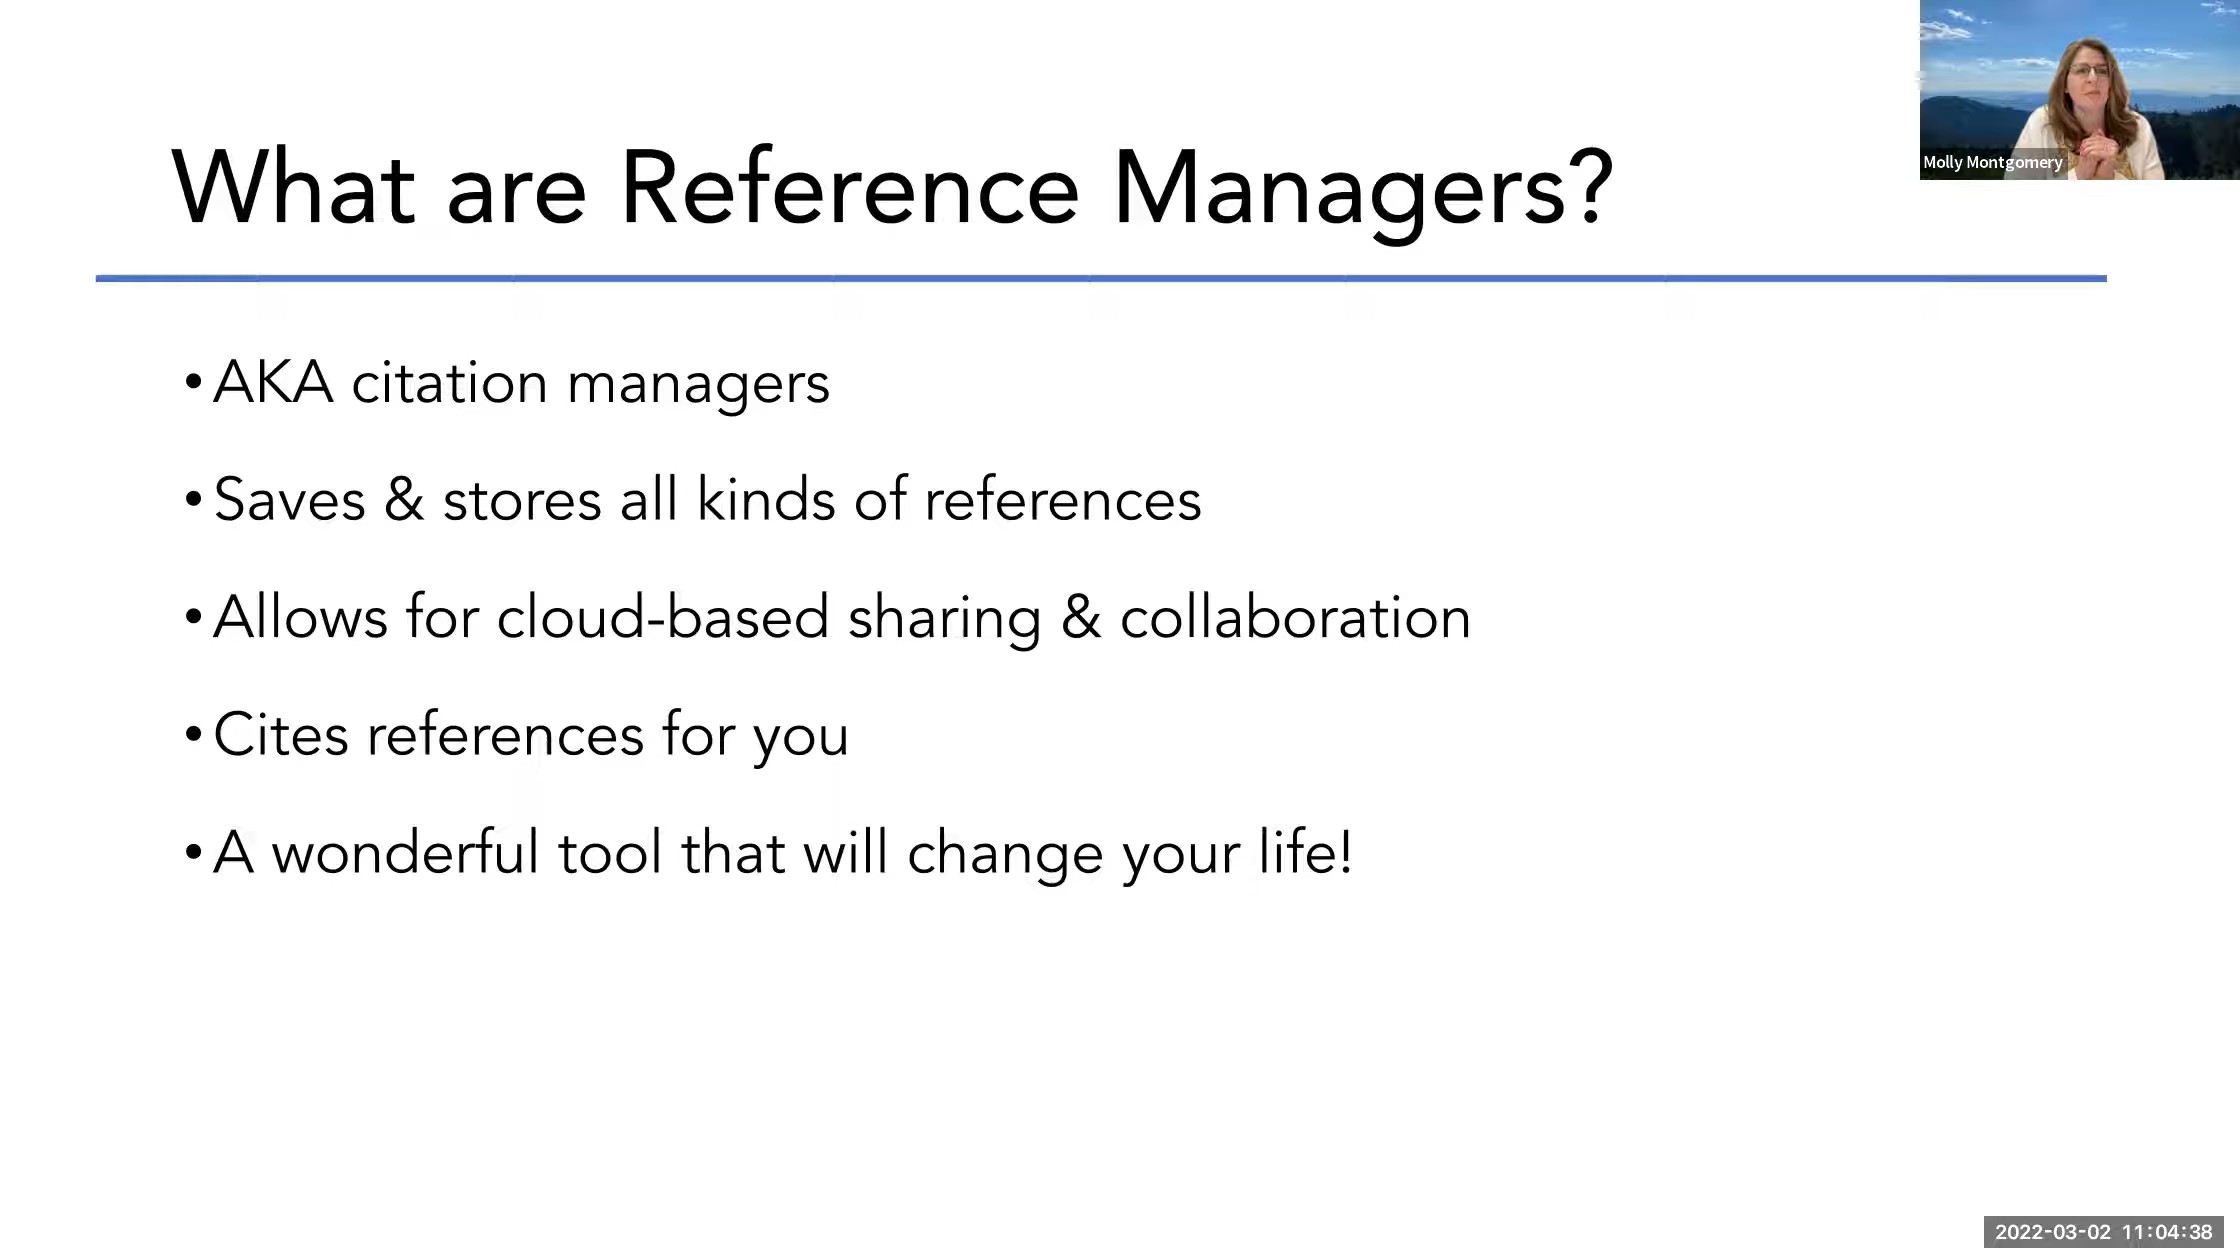 What are Reference Managers?
• AKA citation managers
• Saves & stores all kinds of references
• Allows for cloud-based sharing & collaboration
• Cites references for you
• A wonderful tool that will change your life!
Molly Montgomery
2022-03-02 11:04:38